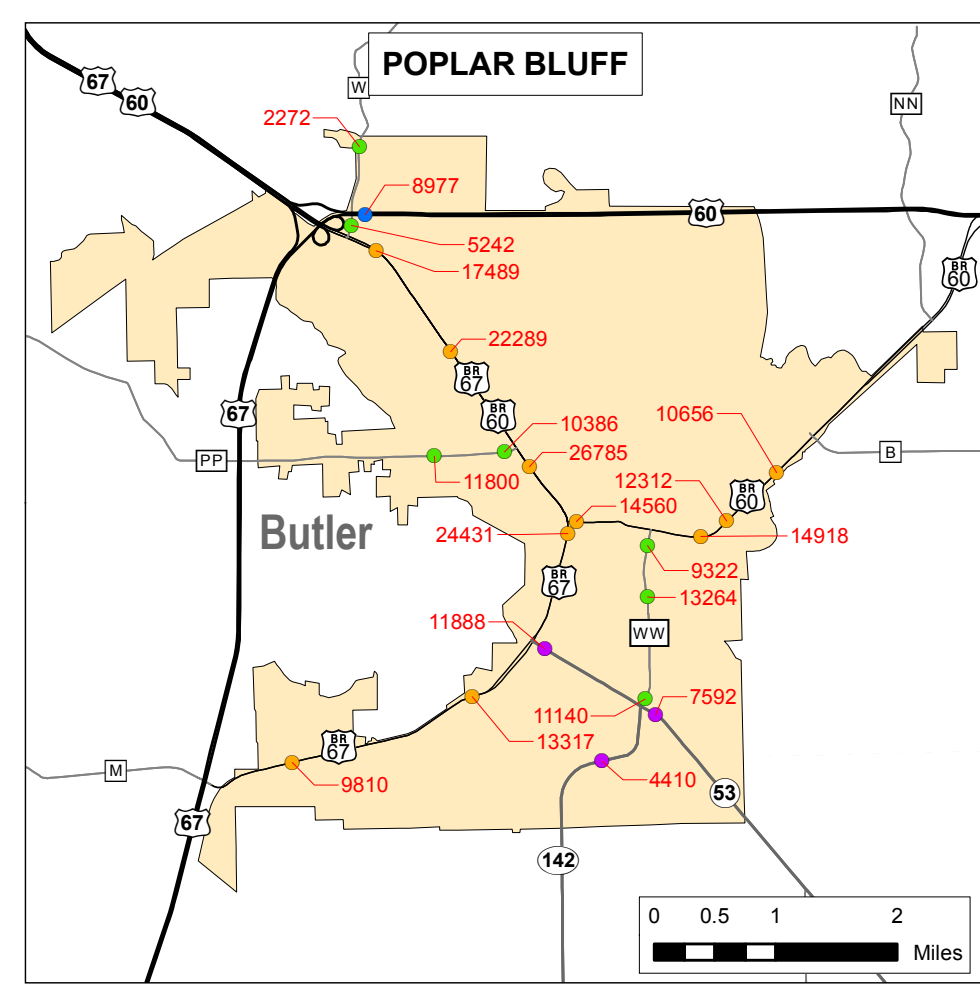 POPLAR BLUFF
67
60
W
NN
2272
8977
60
5242
17489
BR
60
22289
BR
67
67
BR
60
10386
10656
PP
26785
B
11800
12312
BR
60
14560
Butler
24431
14918
9322
BR
67
13264
11888
WW
7592
11140
13317
BR
67
4410
M
9810
53
67
142
0 0.5 1 2
Miles